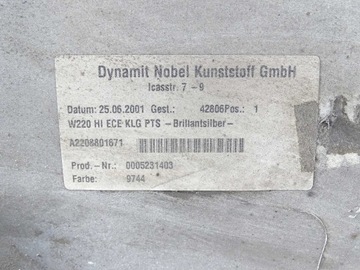 Dynamit Nobel Kunststoff GmbH
Icasstr. 7 - 9
Datum: 25.06.2001 Gest.: 42806Pos.: 1
W220 HI ECE KLG PTS -Brillantsilber-
A2208801671
Prod.-Nr.: 0005231403
Farbe: 9744